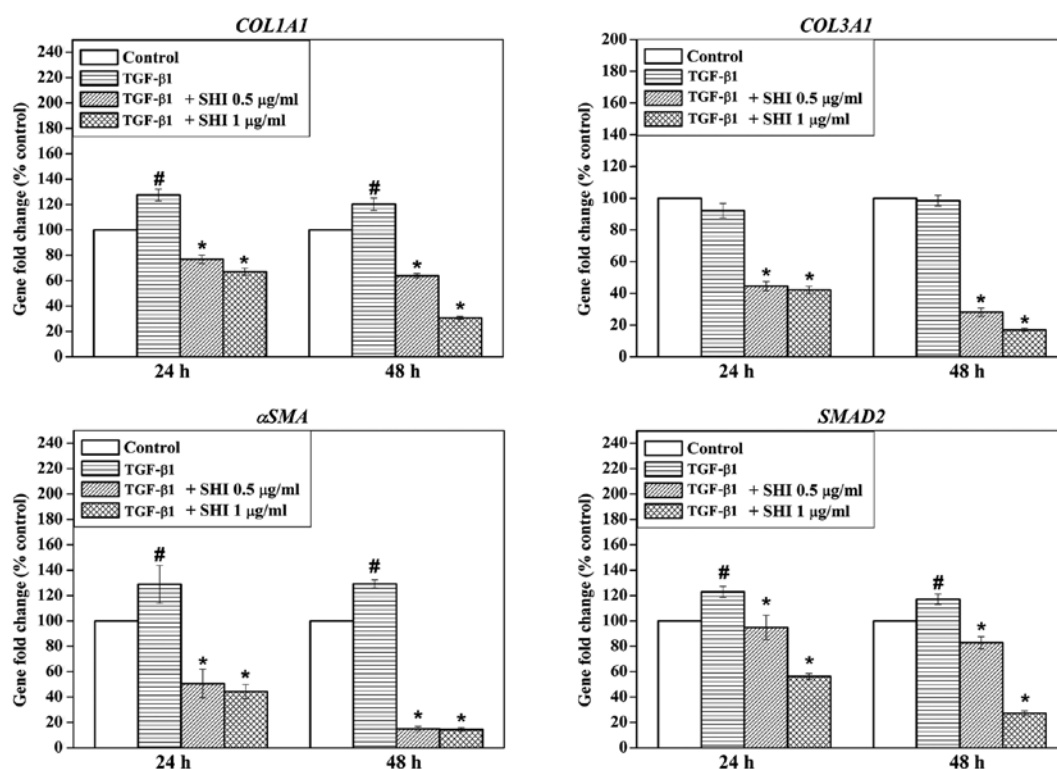 COL1A1
Gene fold change (% control)
240
220
200
180
160
140
120
100
80
60
40
20
0
Control
TGF-β1
TGF-β1 + SHI 0.5 μg/ml
TGF-β1 + SHI 1 μg/ml
# * *
# * *
24 h 48 h
COL3A1
Gene fold change (% control)
200
180
160
140
120
100
80
60
40
20
0
Control
TGF-β1
TGF-β1 + SHI 0.5 μg/ml
TGF-β1 + SHI 1 μg/ml
* *
* *
24 h 48 h
αSMA
Gene fold change (% control)
240
220
200
180
160
140
120
100
80
60
40
20
0
Control
TGF-β1
TGF-β1 + SHI 0.5 μg/ml
TGF-β1 + SHI 1 μg/ml
# * *
# * *
24 h 48 h
SMAD2
Gene fold change (% control)
240
220
200
180
160
140
120
100
80
60
40
20
0
Control
TGF-β1
TGF-β1 + SHI 0.5 μg/ml
TGF-β1 + SHI 1 μg/ml
# * *
# * *
24 h 48 h